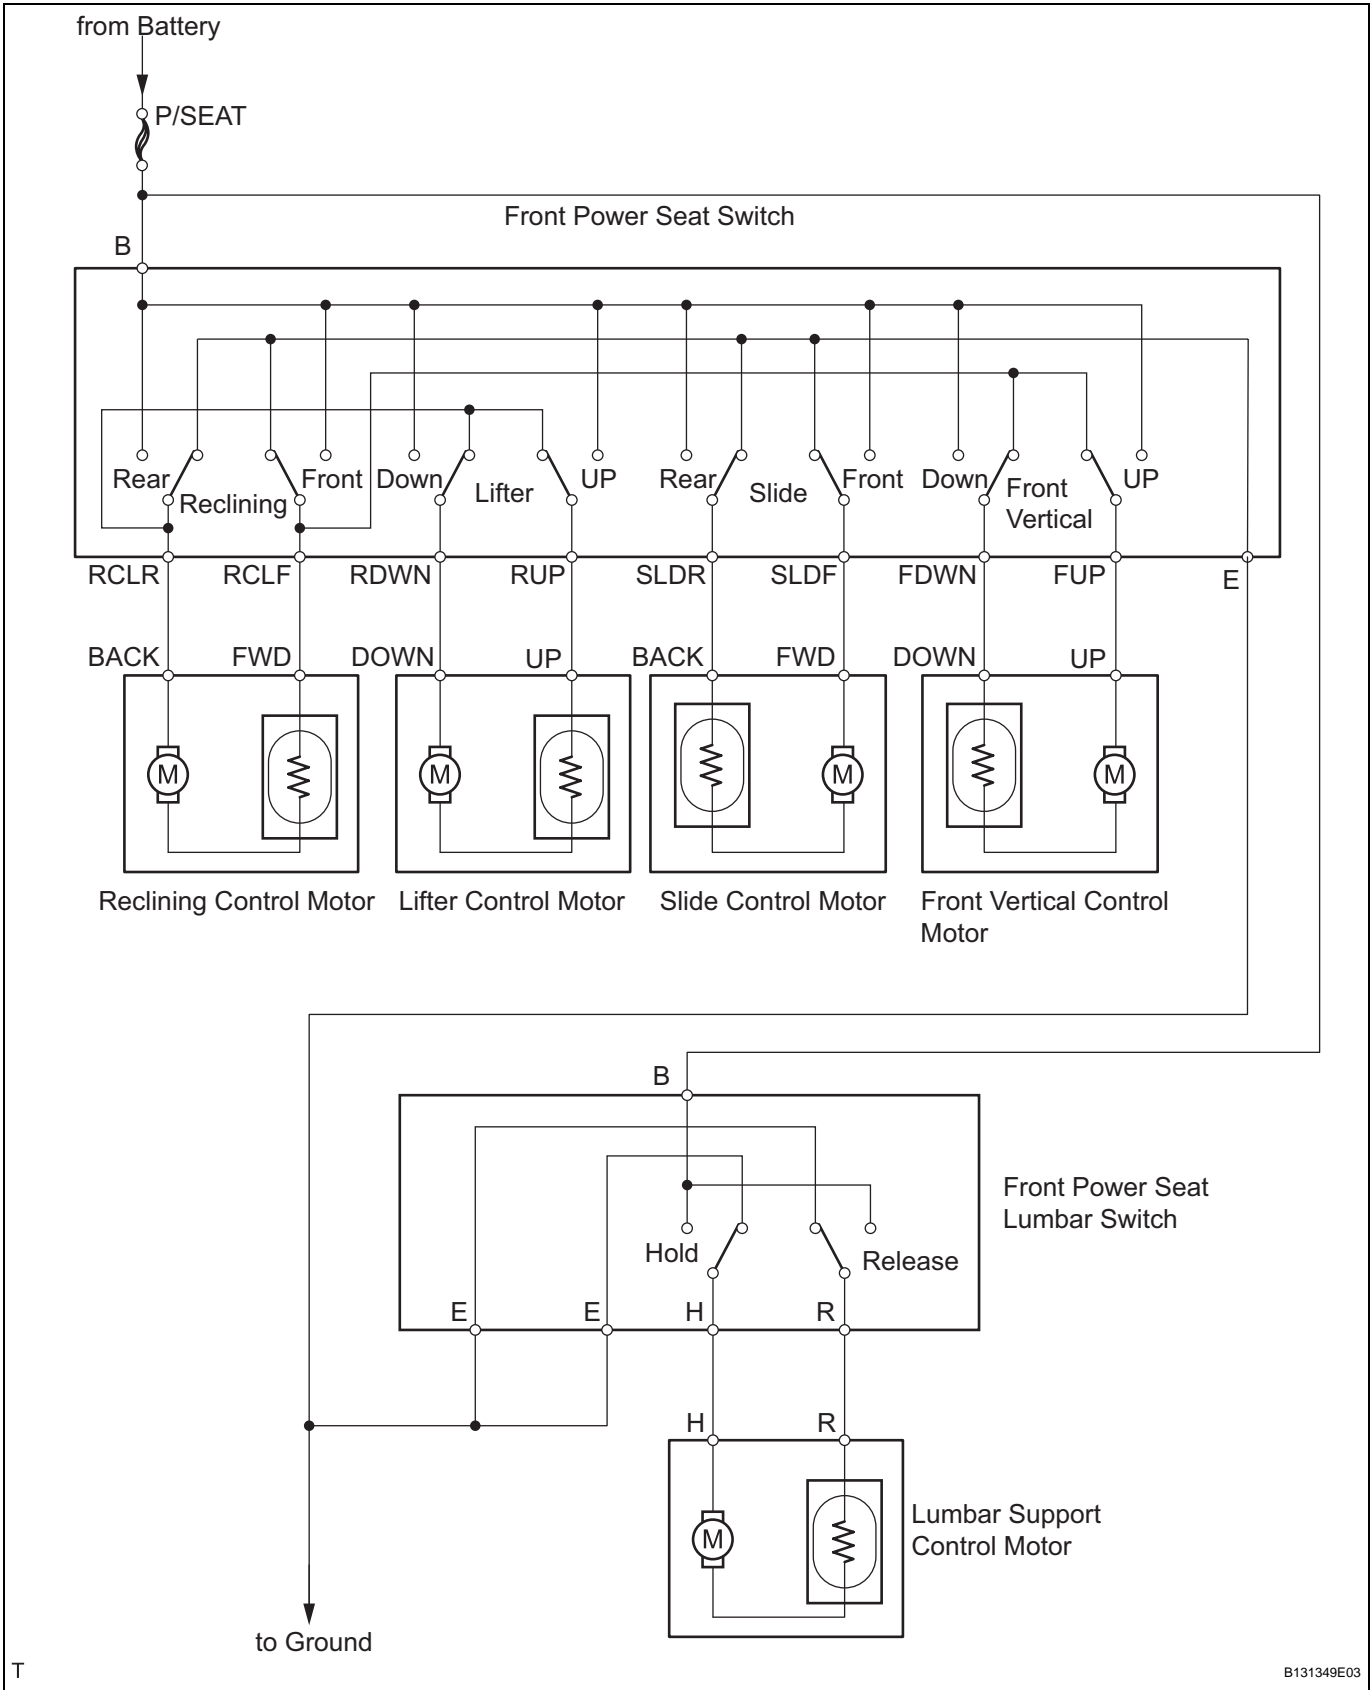 from Battery
P/SEAT
Front Power Seat Switch
B
Rear
Reclining
Front
Down
Lifter
UP
Rear
Slide
Front
Down
Front
Vertical
UP
RCLR
RCLF
RDWN
RUP
SLDR
SLDF
FDWN
FUP
E
BACK
FWD
DOWN
UP
BACK
FWD
DOWN
UP
M
M
M
M
Reclining Control Motor
Lifter Control Motor
Slide Control Motor
Front Vertical Control
Motor
B
Front Power Seat
Lumbar Switch
Hold
Release
E
E
H
R
H
R
M
Lumbar Support
Control Motor
to Ground
T
B131349E03